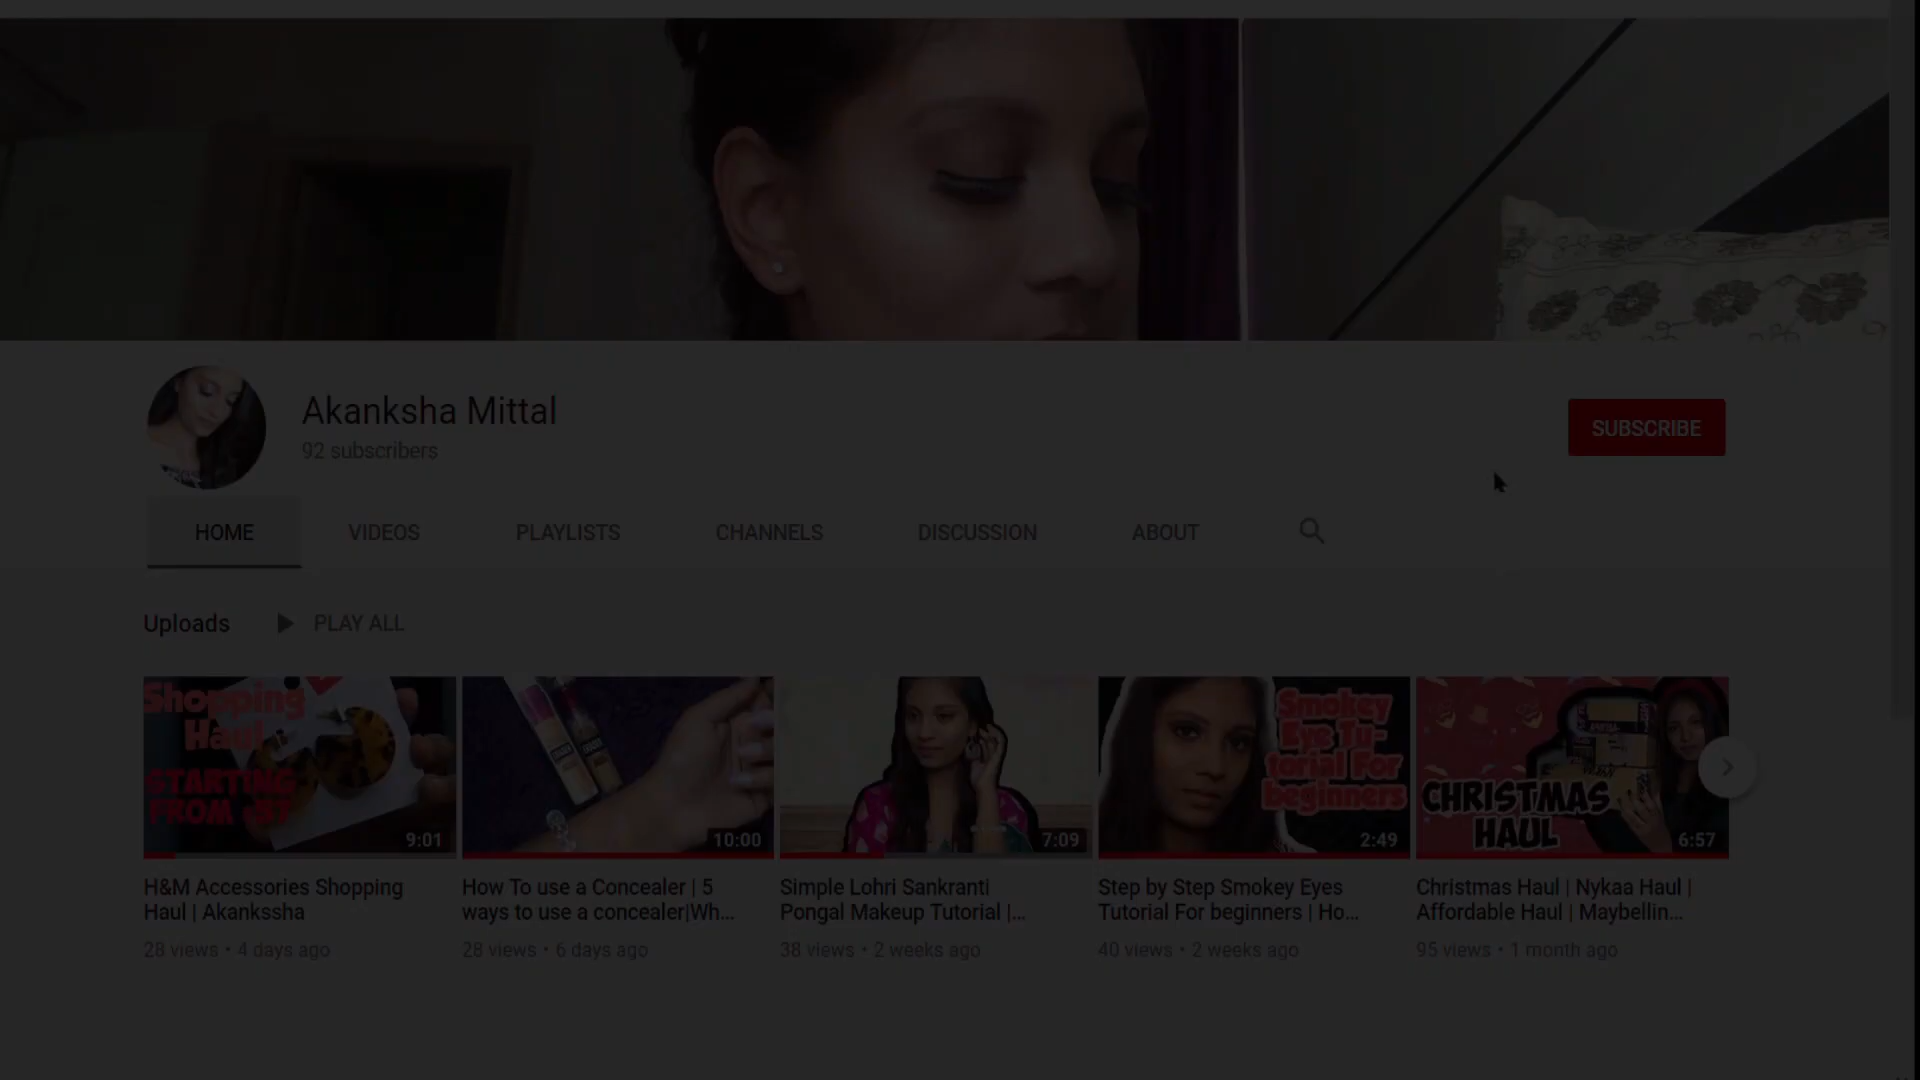 Akanksha Mittal
92 subscribers
SUBSCRIBE
HOME VIDEOS PLAYLISTS CHANNELS DISCUSSION ABOUT
Uploads PLAY ALL
Shopping
Haul
STARTING
FROM
9:01
10:00
7:09
Smokey
Eye Tu-
torial For
beginners
2:49
CHRISTMAS
HAUL
6:57
H&M Accessories Shopping
Haul | Akankssha
28 views • 4 days ago
How To use a Concealer | 5
ways to use a concealer|Wh...
28 views • 6 days ago
Simple Lohri Sankranti
Pongal Makeup Tutorial |...
38 views • 2 weeks ago
Step by Step Smokey Eyes
Tutorial For beginners | Ho...
40 views • 2 weeks ago
Christmas Haul | Nykaa Haul |
Affordable Haul | Maybellin...
95 views • 1 month ago